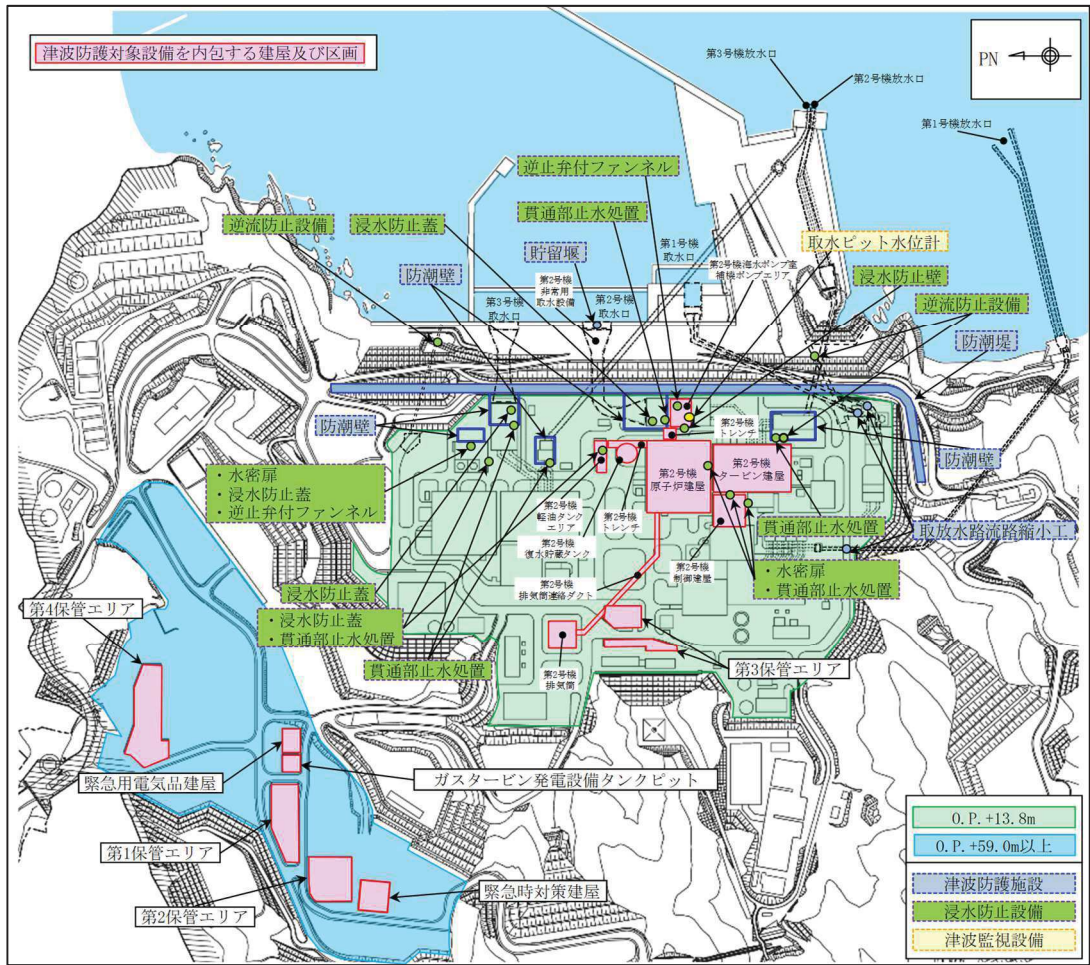 津波防護対象設備を内包する建屋及び区画
PN
第3号機放水口
第2号機放水口
第1号機放水口
逆止弁付ファンネル
貫通部止水処置
逆流防止設備
浸水防止蓋
防潮壁
貯留堰
第1号機
取水口
第2号機海水ポンプ室
補機ポンプエリア
取水ピット水位計
浸水防止壁
逆流防止設備
防潮堤
第3号機
取水口
第2号機
非常用
取水設備
第2号機
取水口
防潮壁
第2号機
トレンチ
第2号機
原子炉建屋
第2号機
タービン建屋
防潮壁
・水密扉
・浸水防止蓋
・逆止弁付ファンネル
第2号機
軽油タンク
エリア
第2号機
トレンチ
第2号機
復水貯蔵タンク
第2号機
排気筒連絡ダクト
第2号機
制御建屋
貫通部止水処置
取放水路流路縮小工
・水密扉
・貫通部止水処置
浸水防止蓋
・浸水防止蓋
・貫通部止水処置
貫通部止水処置
第2号機
排気筒
第3保管エリア
第4保管エリア
緊急用電気品建屋
ガスタービン発電設備タンクピット
第1保管エリア
第2保管エリア
緊急時対策建屋
O.P.+13.8m
O.P.+59.0m以上
津波防護施設
浸水防止設備
津波監視設備